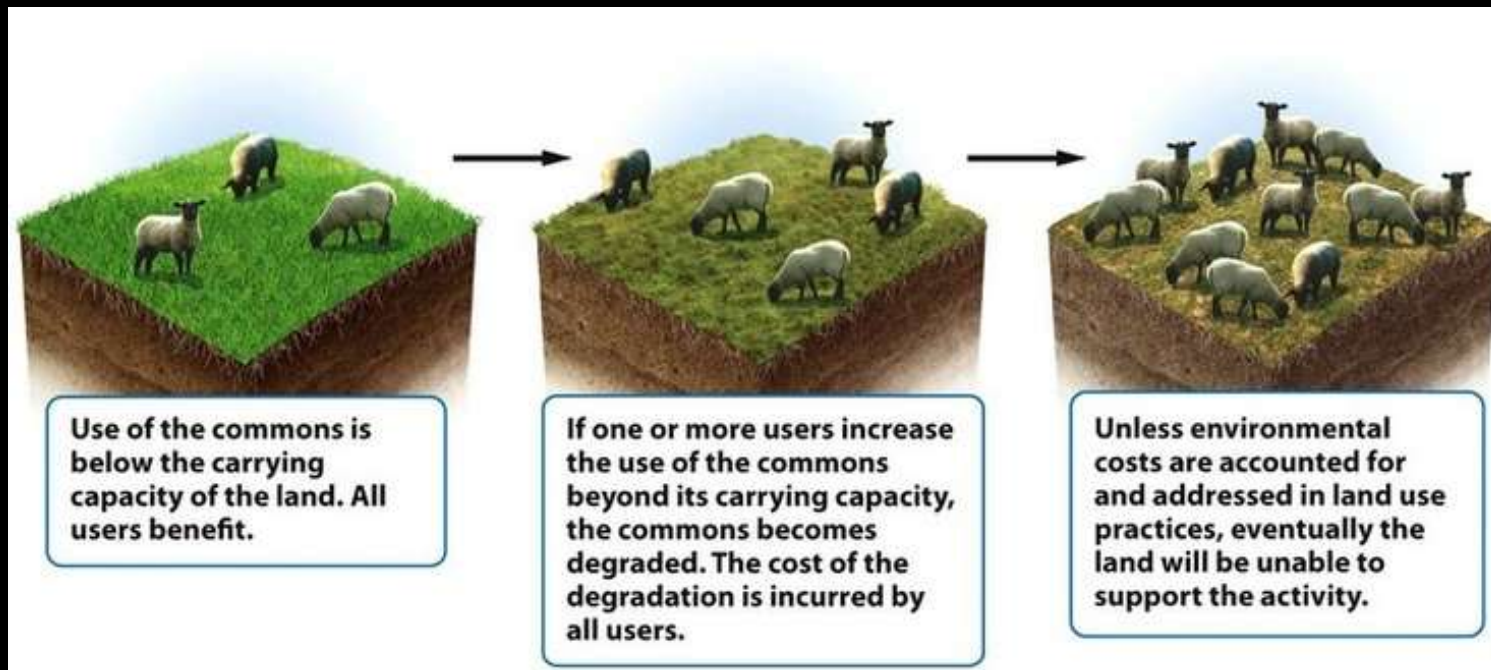 Use of the commons is
below the carrying
capacity of the land. All
users benefit.
If one or more users increase
the use of the commons
beyond its carrying capacity,
the commons becomes
degraded. The cost of the
degradation is incurred by
all users.
Unless environmental
costs are accounted for
and addressed in land use
practices, eventually the
land will be unable to
support the activity.